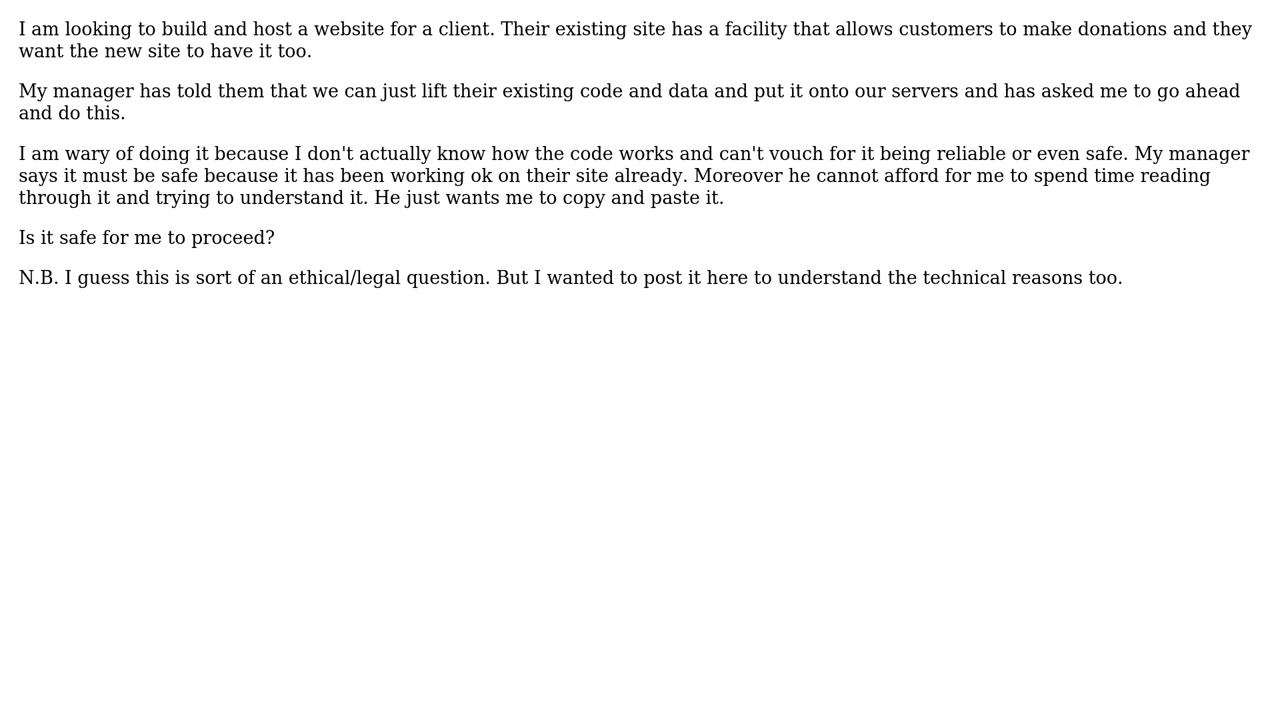 I am looking to build and host a website for a client. Their existing site has a facility that allows customers to make donations and they
want the new site to have it too.
My manager has told them that we can just lift their existing code and data and put it onto our servers and has asked me to go ahead
and do this.
I am wary of doing it because I don't actually know how the code works and can't vouch for it being reliable or even safe. My manager
says it must be safe because it has been working ok on their site already. Moreover he cannot afford for me to spend time reading
through it and trying to understand it. He just wants me to copy and paste it.
Is it safe for me to proceed?
N.B. I guess this is sort of an ethical/legal question. But I wanted to post it here to understand the technical reasons too.